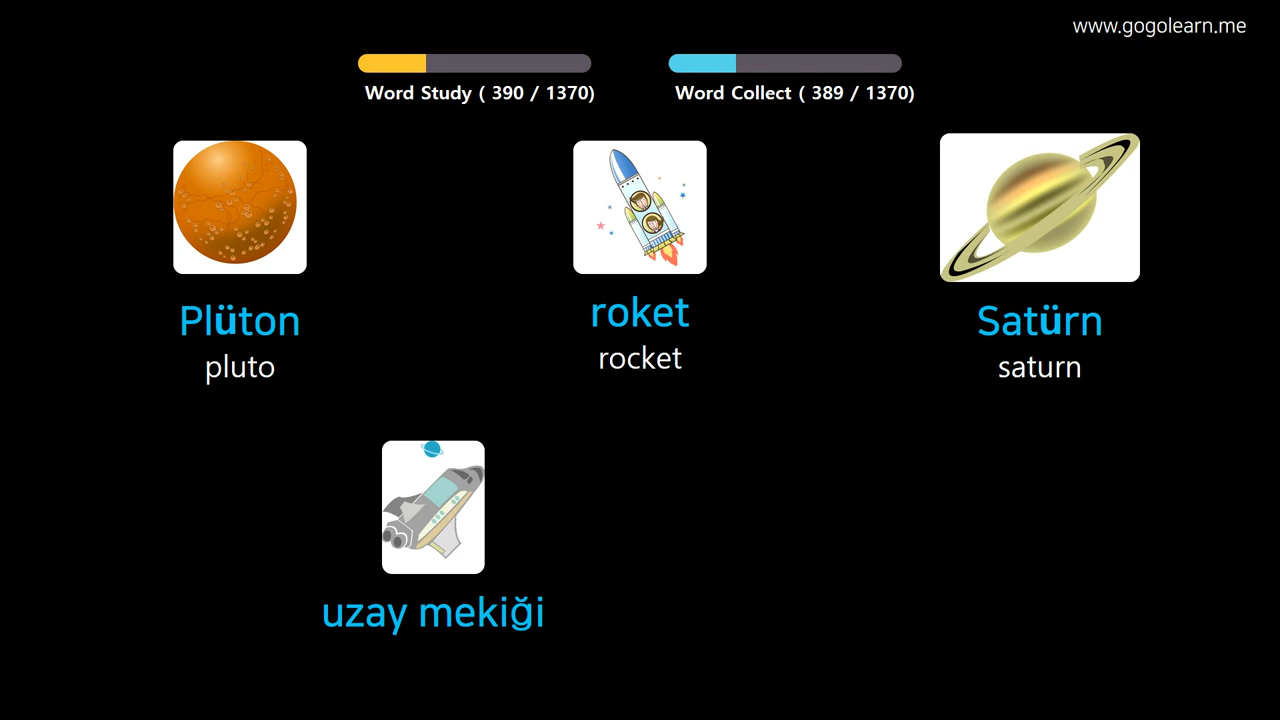 www.gogolearn.me
Word Study ( 390 / 1370)
Word Collect ( 389 / 1370)
Plüton
pluto
roket
rocket
Satürn
saturn
uzay mekiği